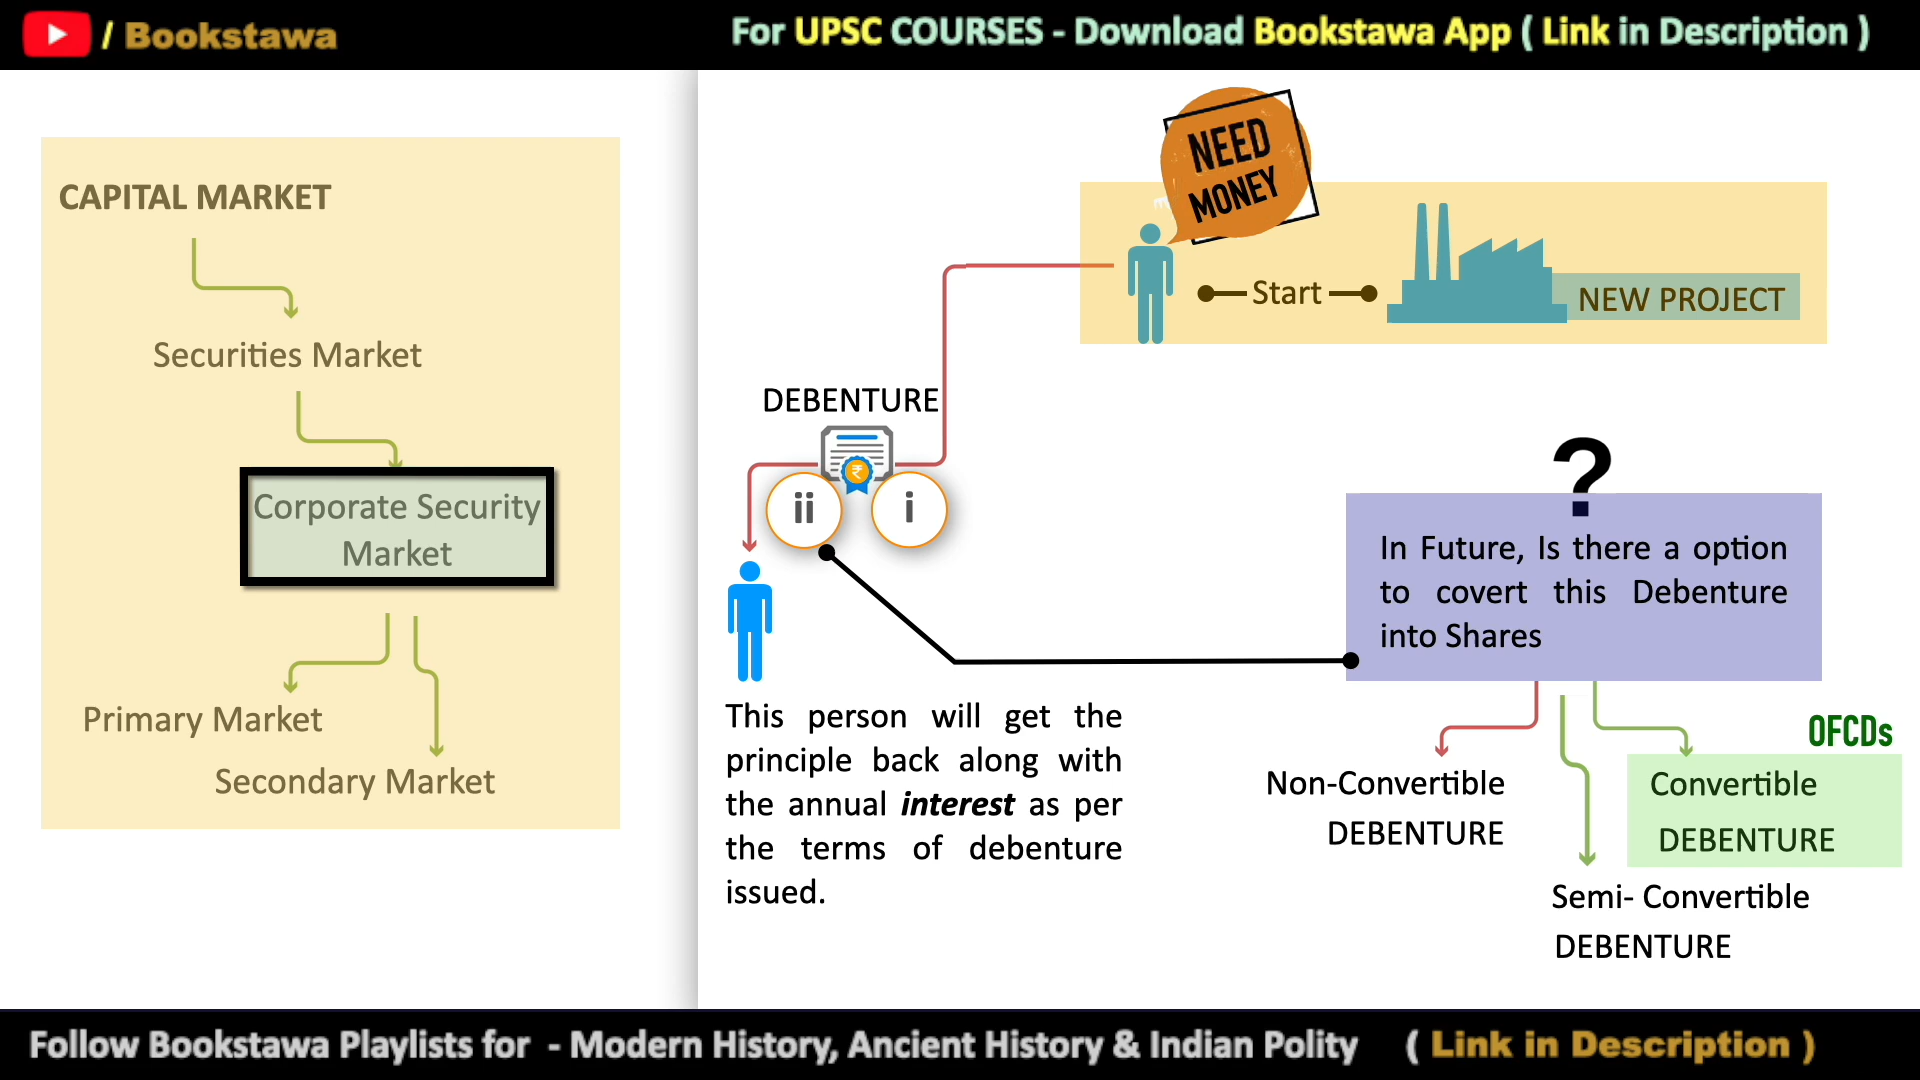 / Bookstawa
For UPSC COURSES - Download Bookstawa App ( Link in Description )
CAPITAL MARKET
Securities Market
Corporate Security
Market
Primary Market
Secondary Market
NEED
MONEY
Start
NEW PROJECT
DEBENTURE
₹
ii
i
This person will get the
principle back along with
the annual interest as per
the terms of debenture
issued.
?
In Future, Is there a option
to covert this Debenture
into Shares
OFCDs
Non-Convertible
DEBENTURE
Convertible
DEBENTURE
Semi- Convertible
DEBENTURE
Follow Bookstawa Playlists for - Modern History, Ancient History & Indian Polity ( Link in Description )